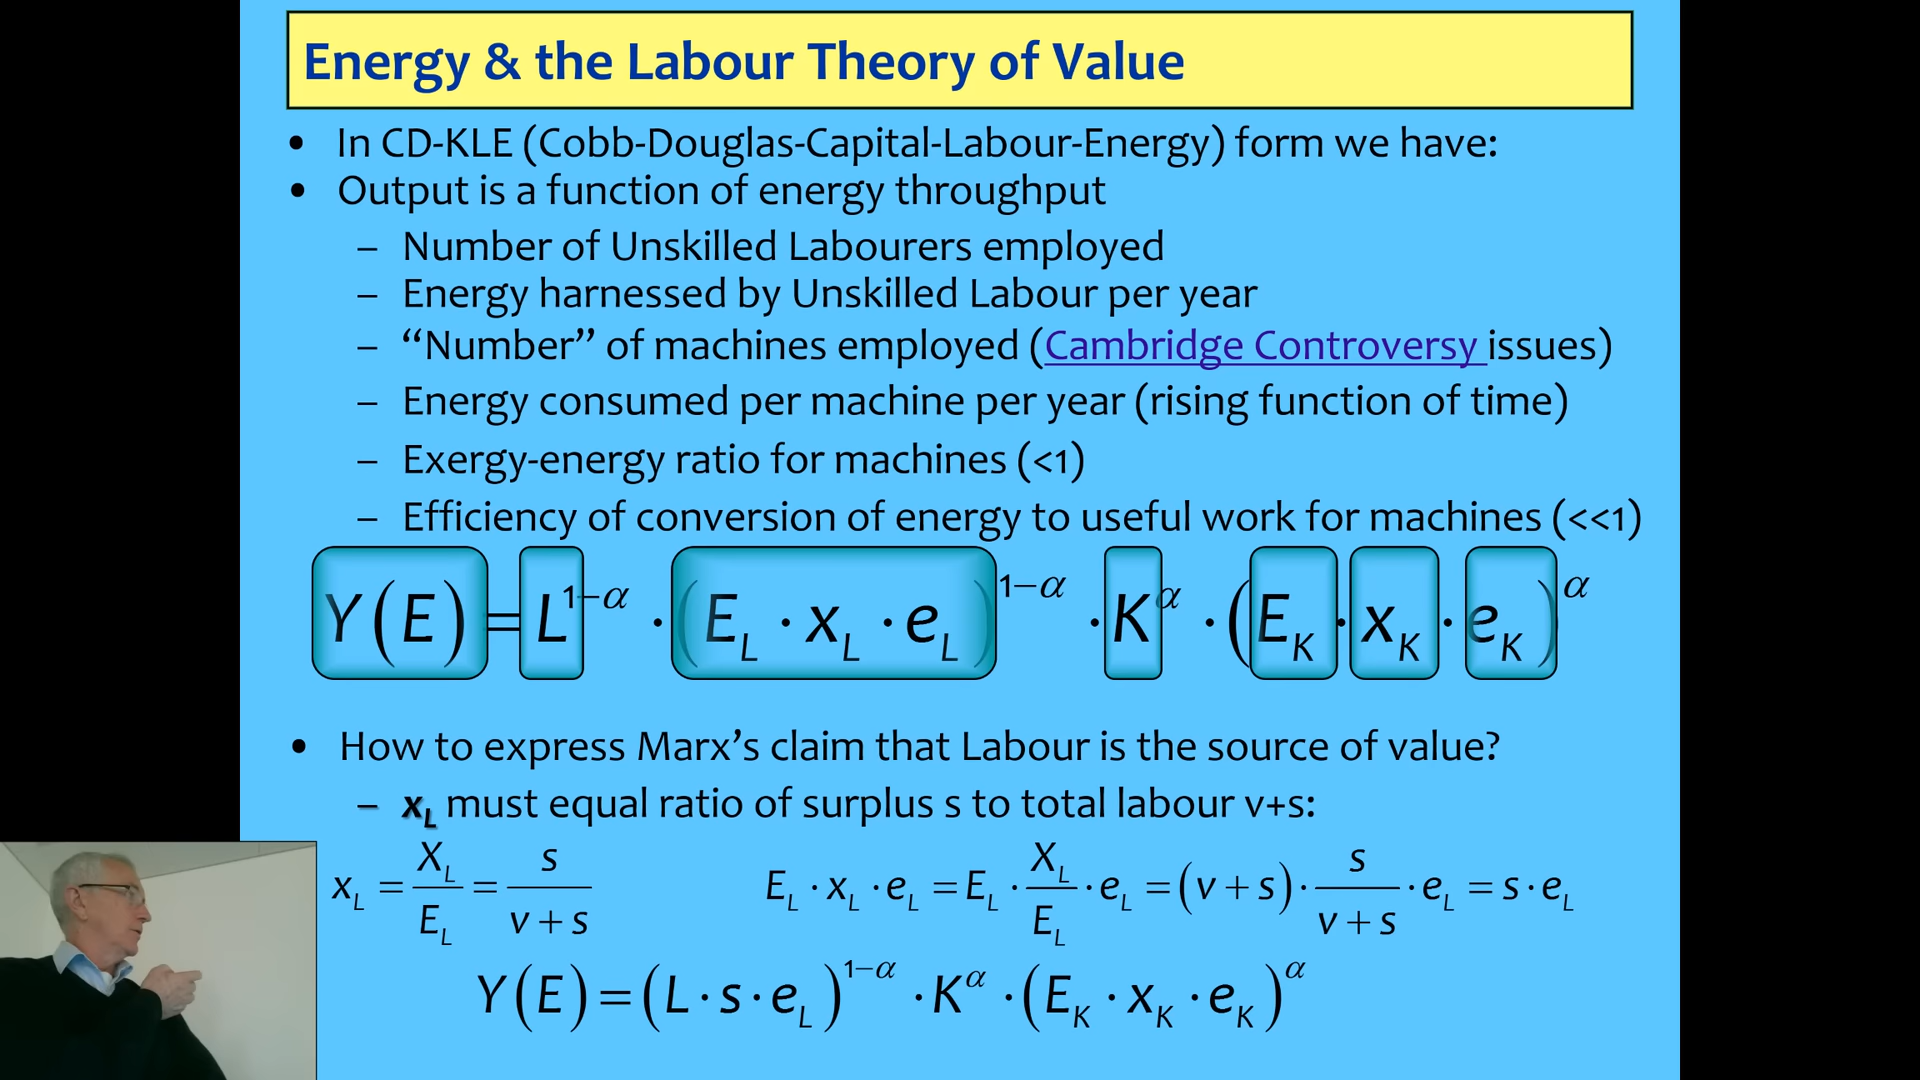 Energy & the Labour Theory of Value
• In CD-KLE (Cobb-Douglas-Capital-Labour-Energy) form we have:
• Output is a function of energy throughput
– Number of Unskilled Labourers employed
– Energy harnessed by Unskilled Labour per year
– “Number” of machines employed (Cambridge Controversy issues)
– Energy consumed per machine per year (rising function of time)
– Exergy-energy ratio for machines (<1)
– Efficiency of conversion of energy to useful work for machines (<<1)
Y(E) = L^{1−α} · (E_L · x_L · e_L)^{1−α} · K^α · (E_K · x_K · e_K)^α
• How to express Marx’s claim that Labour is the source of value?
– x_L must equal ratio of surplus s to total labour v+s:
x_L = X_L / E_L = s / (v + s)    E_L · x_L · e_L = E_L · X_L / E_L · e_L = (v + s) · s / (v + s) · e_L = s · e_L
Y(E) = (L · s · e_L)^{1−α} · K^α · (E_K · x_K · e_K)^α